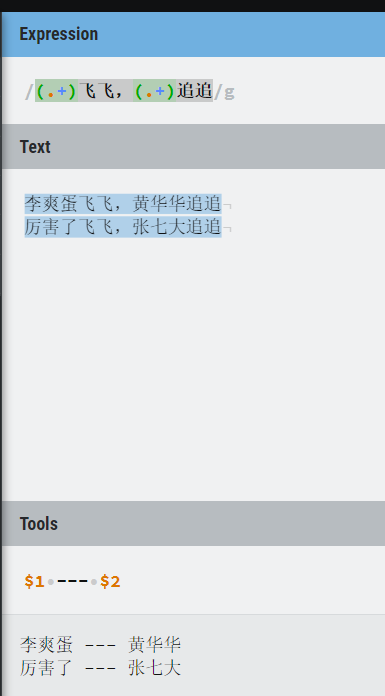 Expression
/(.+)飞飞，(.+)追追/g
Text
李爽蛋飞飞，黄华华追追
厉害了飞飞，张七大追追
Tools
$1 --- $2
李爽蛋 --- 黄华华
厉害了 --- 张七大